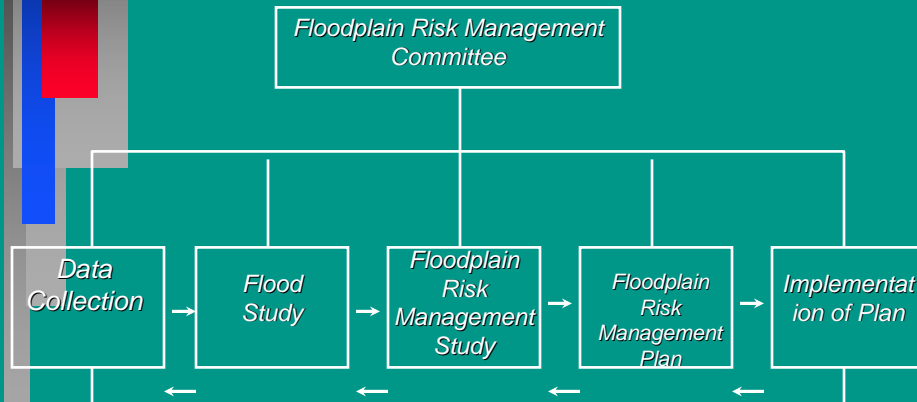 Floodplain Risk Management
Committee
Data
Collection
Flood
Study
Floodplain
Risk
Management
Study
Floodplain
Risk
Management
Plan
Implementat
ion of Plan